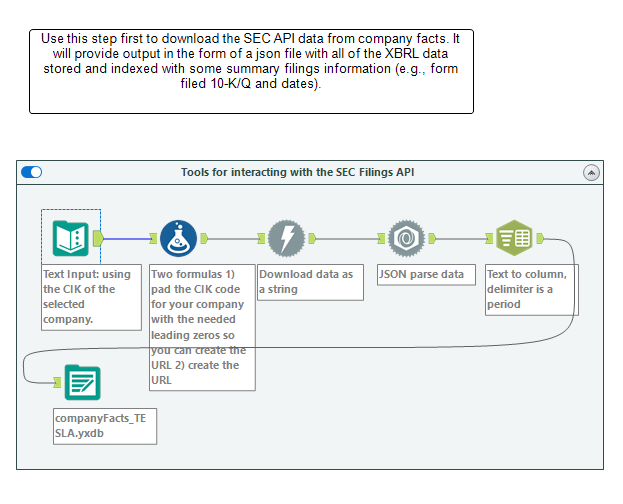 Use this step first to download the SEC API data from company facts. It
will provide output in the form of a json file with all of the XBRL data
stored and indexed with some summary filings information (e.g., form
filed 10-K/Q and dates).
Tools for interacting with the SEC Filings API
Text Input: using
the CIK of the
selected
company.
Two formulas 1)
pad the CIK code
for your company
with the needed
leading zeros so
you can create the
URL 2) create the
URL
Download data as
a string
JSON parse data
Text to column,
delimiter is a
period
companyFacts_TE
SLA.yxdb